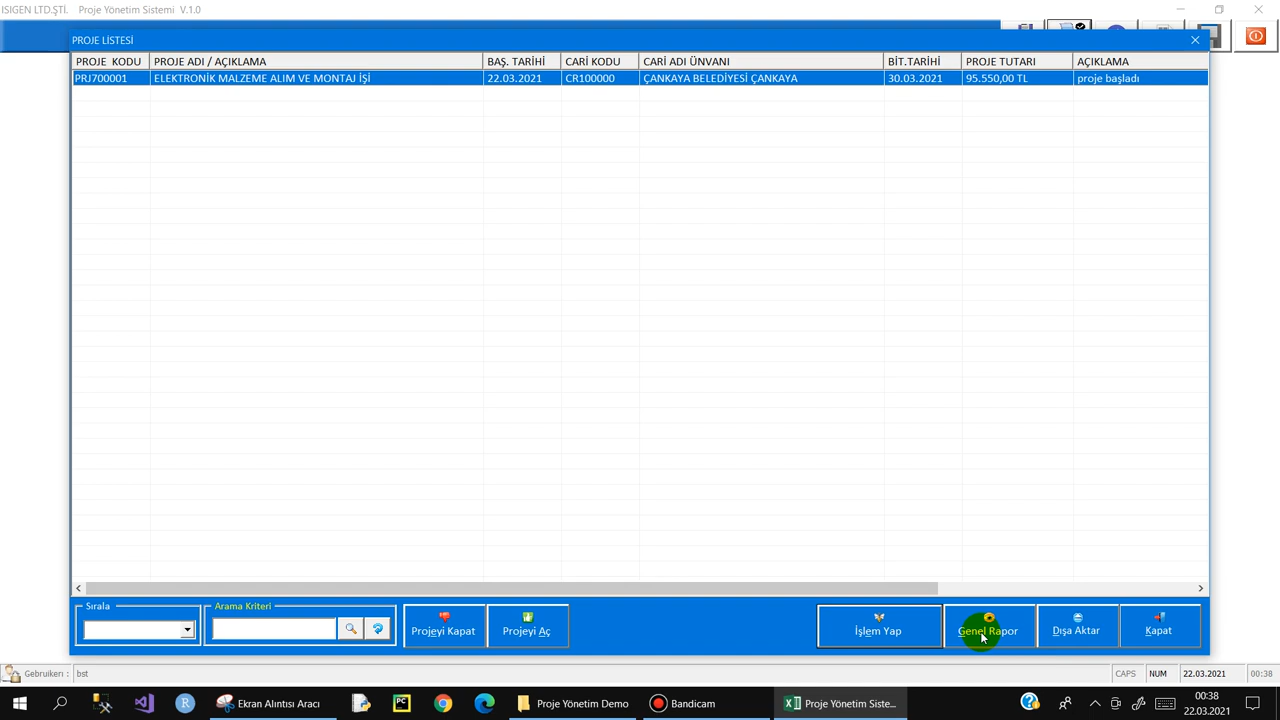 ISIGEN LTD.ŞTİ. Proje Yönetim Sistemi V.1.0
PROJE LİSTESİ
PROJE KODU PROJE ADI / AÇIKLAMA BAŞ. TARİHİ CARİ KODU CARİ ADI ÜNVANI BİT.TARİHİ PROJE TUTARI AÇIKLAMA
PRJ700001 ELEKTRONİK MALZEME ALIM VE MONTAJ İŞİ 22.03.2021 CR100000 ÇANKAYA BELEDİYESİ ÇANKAYA 30.03.2021 95.550,00 TL proje başladı
Sırala Arama Kriteri
Projeyi Kapat Projeyi Aç İşlem Yap Genel Rapor Dışa Aktar Kapat
Gebruikerı : bst CAPS NUM 22.03.2021 00:38
Ekran Alıntısı Aracı Proje Yönetim Demo Bandicam Proje Yönetim Siste... 00:38
22.03.2021